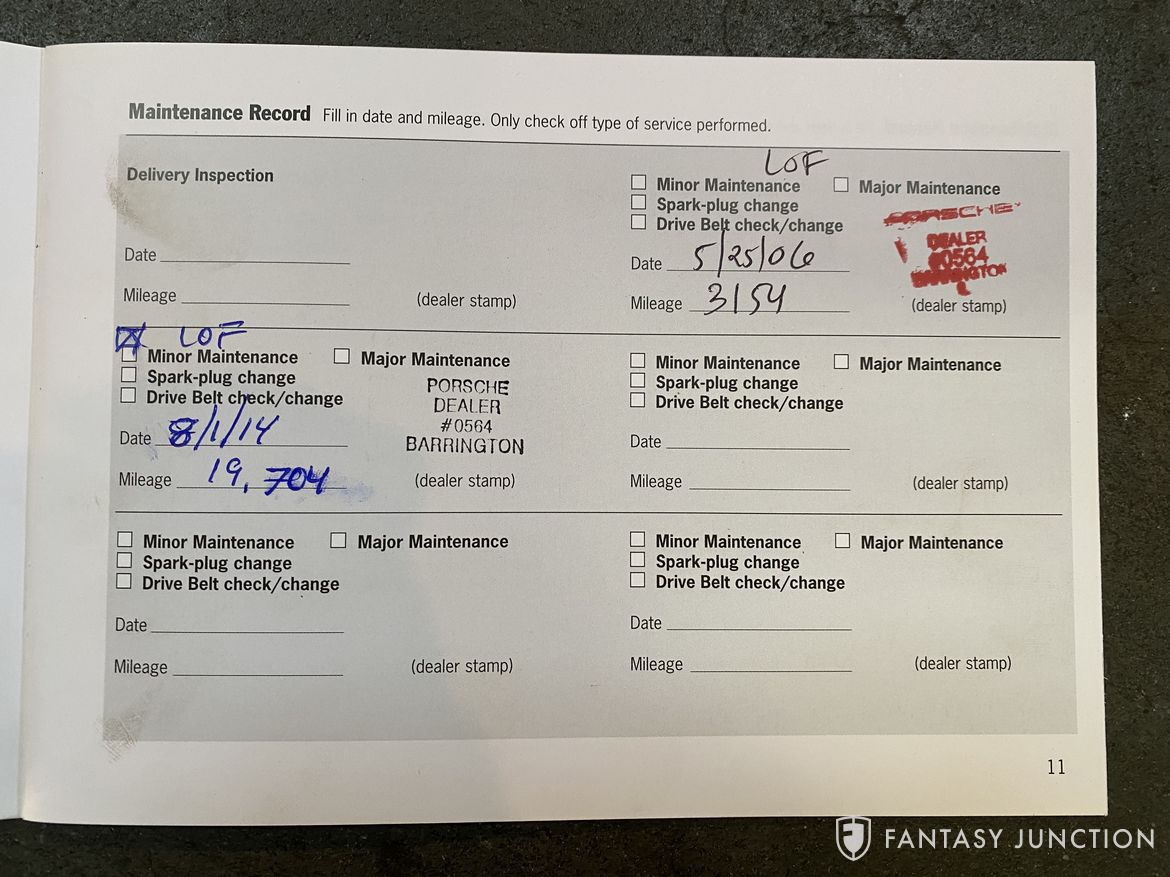 Maintenance Record Fill in date and mileage. Only check off type of service performed.
Delivery Inspection
Date
Mileage
(dealer stamp)
LOF
Minor Maintenance
Major Maintenance
Spark-plug change
Drive Belt check/change
PORSCHE
DEALER
#0564
BARRINGTON
Date 5/25/06
Mileage 3154
(dealer stamp)
LOF
Minor Maintenance
Major Maintenance
Spark-plug change
Drive Belt check/change
PORSCHE
DEALER
#0564
BARRINGTON
Date 8/1/14
Mileage 19,704
(dealer stamp)
Minor Maintenance
Major Maintenance
Spark-plug change
Drive Belt check/change
Date
Mileage
(dealer stamp)
Minor Maintenance
Major Maintenance
Spark-plug change
Drive Belt check/change
Date
Mileage
(dealer stamp)
Minor Maintenance
Major Maintenance
Spark-plug change
Drive Belt check/change
Date
Mileage
(dealer stamp)
11
FANTASY JUNCTION